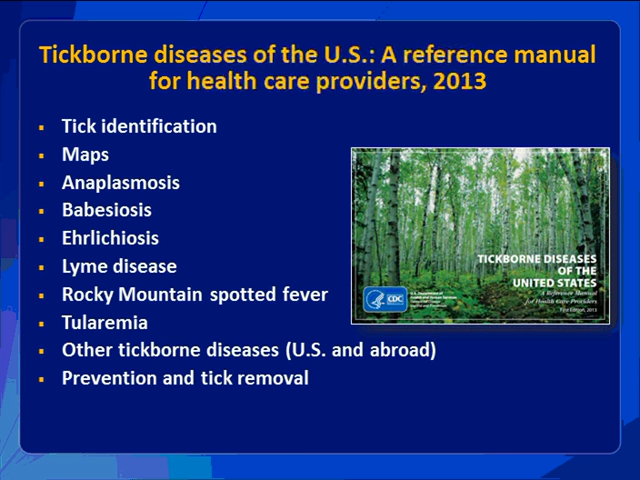 Tickborne diseases of the U.S.: A reference manual
for health care providers, 2013
Tick identification
Maps
Anaplasmosis
Babesiosis
Ehrlichiosis
Lyme disease
Rocky Mountain spotted fever
Tularemia
Other tickborne diseases (U.S. and abroad)
Prevention and tick removal
TICKBORNE DISEASES
OF THE
UNITED STATES
A Reference Manual
for Health Care Providers
First Edition, 2013
CDC